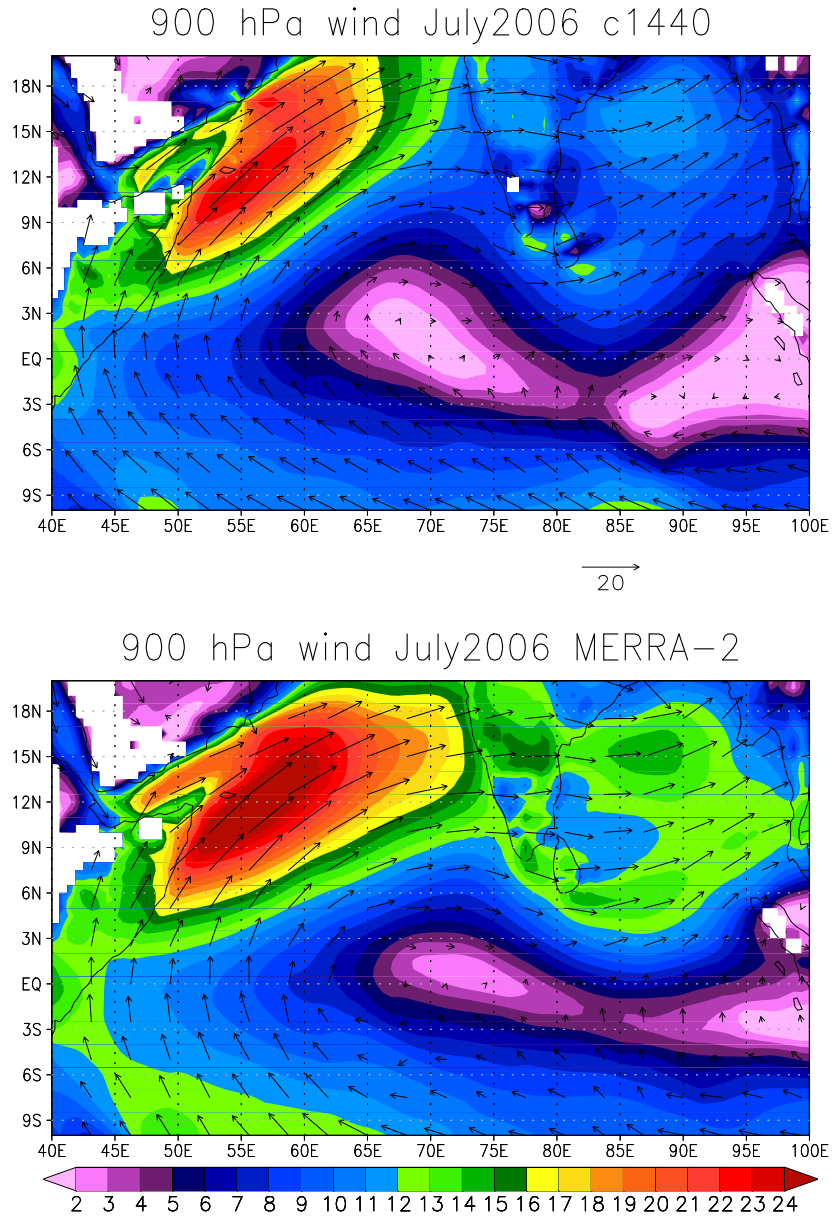 900 hPa wind July2006 c1440
18N
15N
12N
9N
6N
3N
EQ
3S
6S
9S
40E 45E 50E 55E 60E 65E 70E 75E 80E 85E 90E 95E 100E
20
900 hPa wind July2006 MERRA-2
18N
15N
12N
9N
6N
3N
EQ
3S
6S
9S
40E 45E 50E 55E 60E 65E 70E 75E 80E 85E 90E 95E 100E
2 3 4 5 6 7 8 9 10 11 12 13 14 15 16 17 18 19 20 21 22 23 24